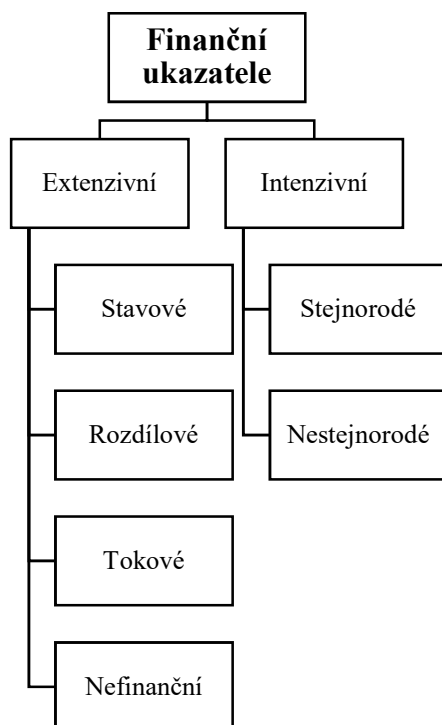 Finanční
ukazatele
Extenzivní
Intenzivní
Stavové
Stejnorodé
Rozdílové
Nestejnorodé
Tokové
Nefinanční